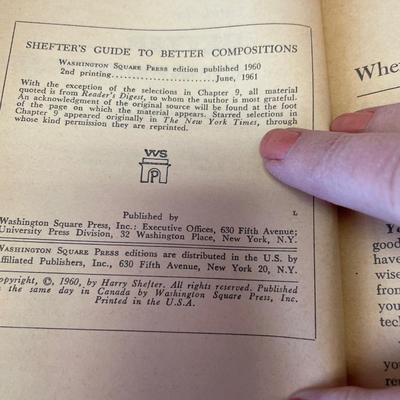 SHEFTER'S GUIDE TO BETTER COMPOSITIONS
WASHINGTON SQUARE PRESS edition published 1960
2nd printing......................June, 1961
With the exception of the selections in Chapter 9, all material
quoted is from Reader's Digest, to whom the author is most grateful.
An acknowledgment of the original source will be found at the foot
of the page on which the material appears. Starred selections in
Chapter 9 appeared originally in The New York Times, through
whose kind permission they are reprinted.
WS
P
L
Published by
Washington Square Press, Inc.: Executive Offices, 630 Fifth Avenue;
University Press Division, 32 Washington Place, New York, N.Y.
WASHINGTON SQUARE PRESS editions are distributed in the U.S. by
Affiliated Publishers, Inc., 630 Fifth Avenue, New York 20, N.Y.
Copyright, ©, 1960, by Harry Shefter. All rights reserved. Published
on the same day in Canada by Washington Square Press, Inc.
Printed in the U.S.A.
Whe
Yo
good
have
wise
from
you
tech
you